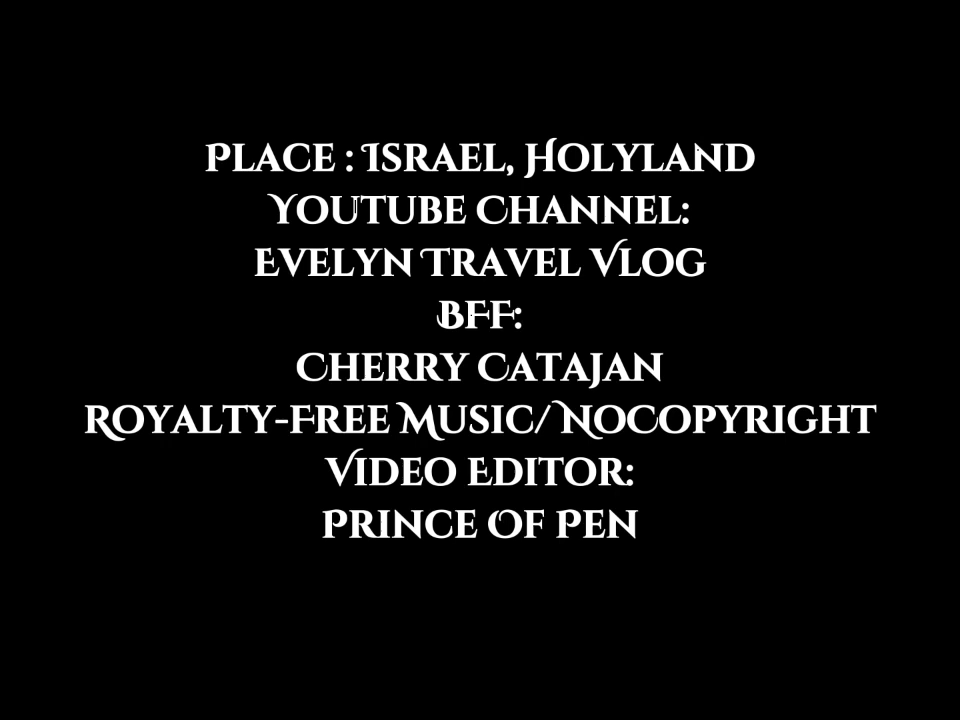 Place : Israel, Holyland
Youtube Channel:
Evelyn Travel Vlog
BFF:
Cherry Catajan
Royalty-Free Music/ NoCopyright
Video Editor:
Prince Of Pen